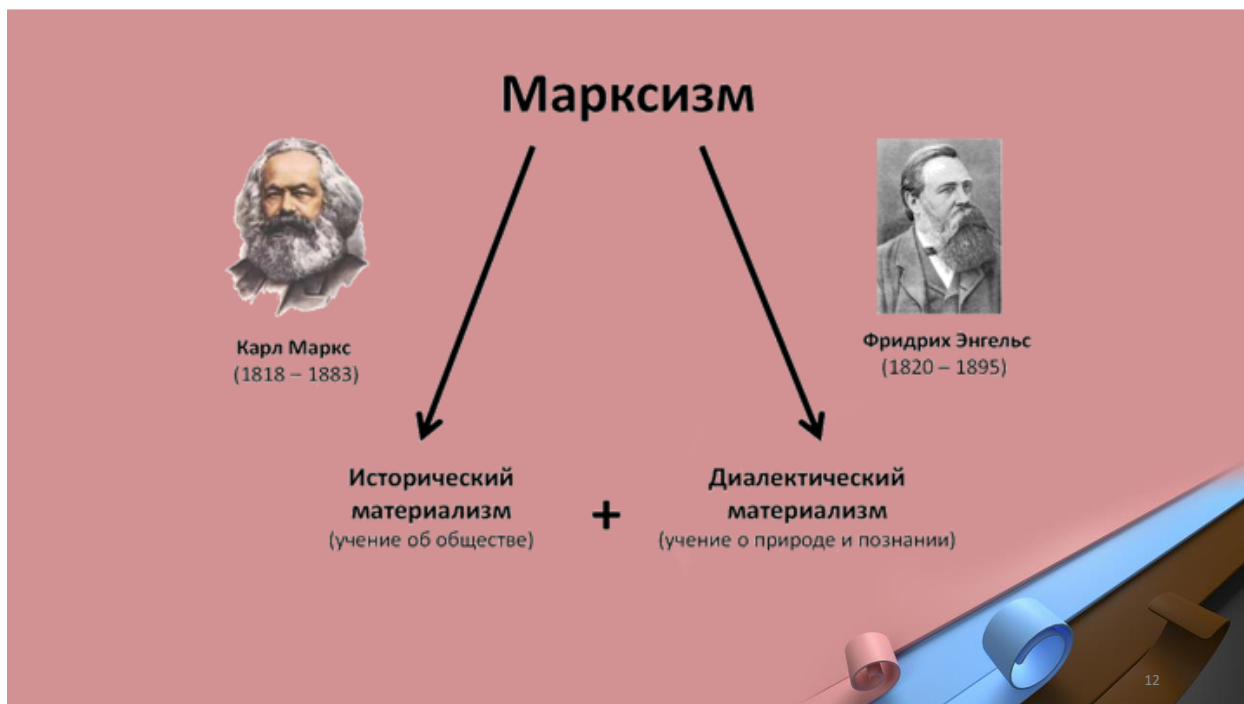 Марксизм
Карл Маркс
(1818 – 1883)
Фридрих Энгельс
(1820 – 1895)
Исторический
материализм
(учение об обществе)
+
Диалектический
материализм
(учение о природе и познании)
12